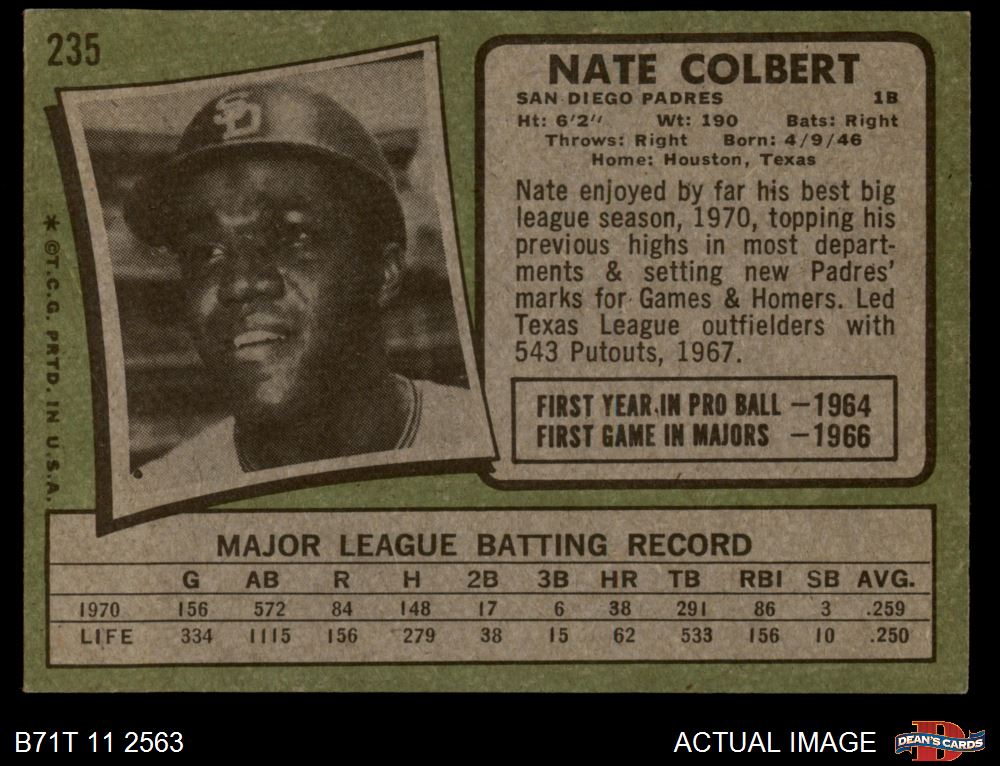 235
SD
NATE COLBERT
SAN DIEGO PADRES 1B
Ht: 6'2" Wt: 190 Bats: Right
Throws: Right Born: 4/9/46
Home: Houston, Texas
Nate enjoyed by far his best big
league season, 1970, topping his
previous highs in most depart-
ments & setting new Padres'
marks for Games & Homers. Led
Texas League outfielders with
543 Putouts, 1967.
FIRST YEAR IN PRO BALL —1964
FIRST GAME IN MAJORS —1966
* ©T.C.G. PRTD. IN U.S.A.
MAJOR LEAGUE BATTING RECORD
G AB R H 2B 3B HR TB RBI SB AVG.
1970 156 572 84 148 17 6 38 291 86 3 .259
LIFE 334 1115 156 279 38 15 62 533 156 10 .250
B71T 11 2563
ACTUAL IMAGE
D
DEAN'S CARDS